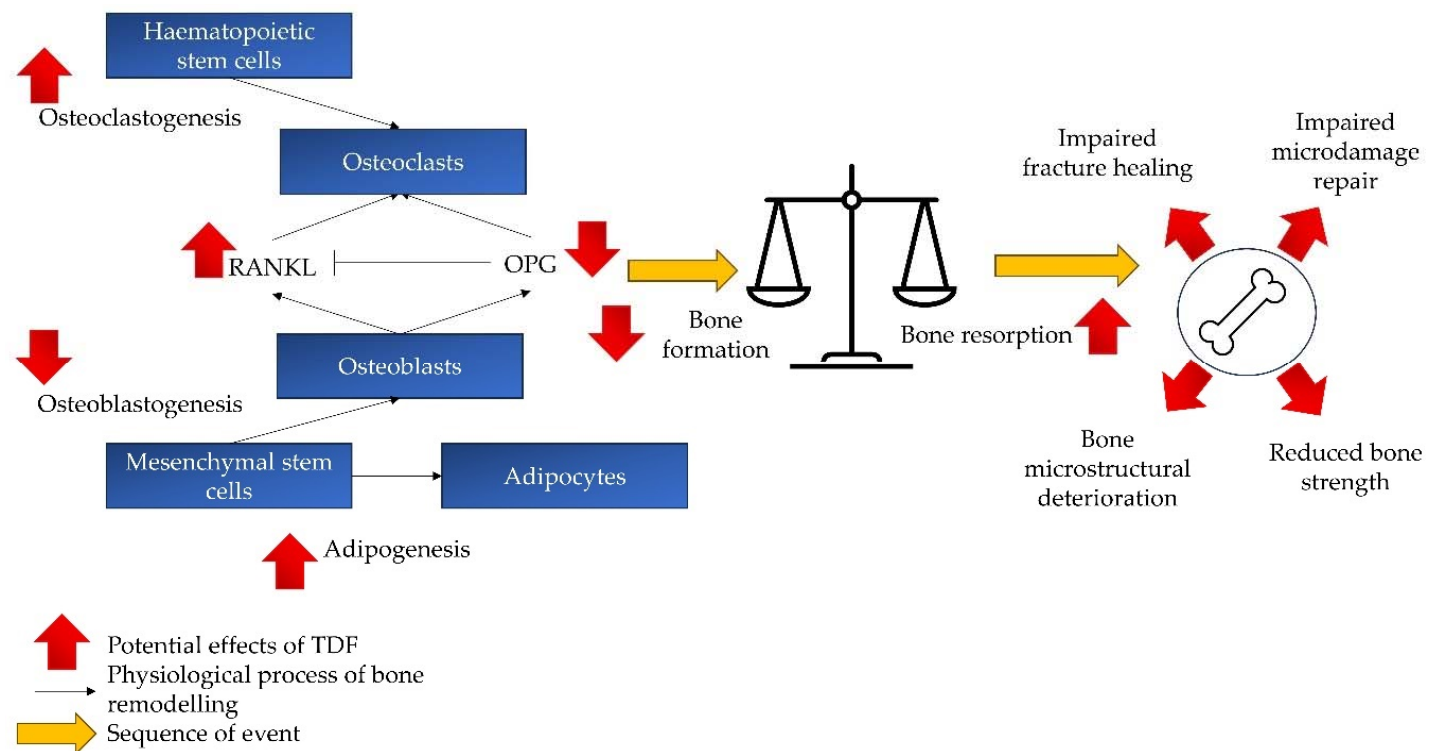 Haematopoietic
stem cells
Osteoclastogenesis
Osteoclasts
RANKL
OPG
Osteoblasts
Osteoblastogenesis
Mesenchymal stem
cells
Adipocytes
Adipogenesis
Bone
formation
Bone resorption
Impaired
fracture healing
Impaired
microdamage
repair
Bone
microstructural
deterioration
Reduced bone
strength
Potential effects of TDF
Physiological process of bone
remodelling
Sequence of event